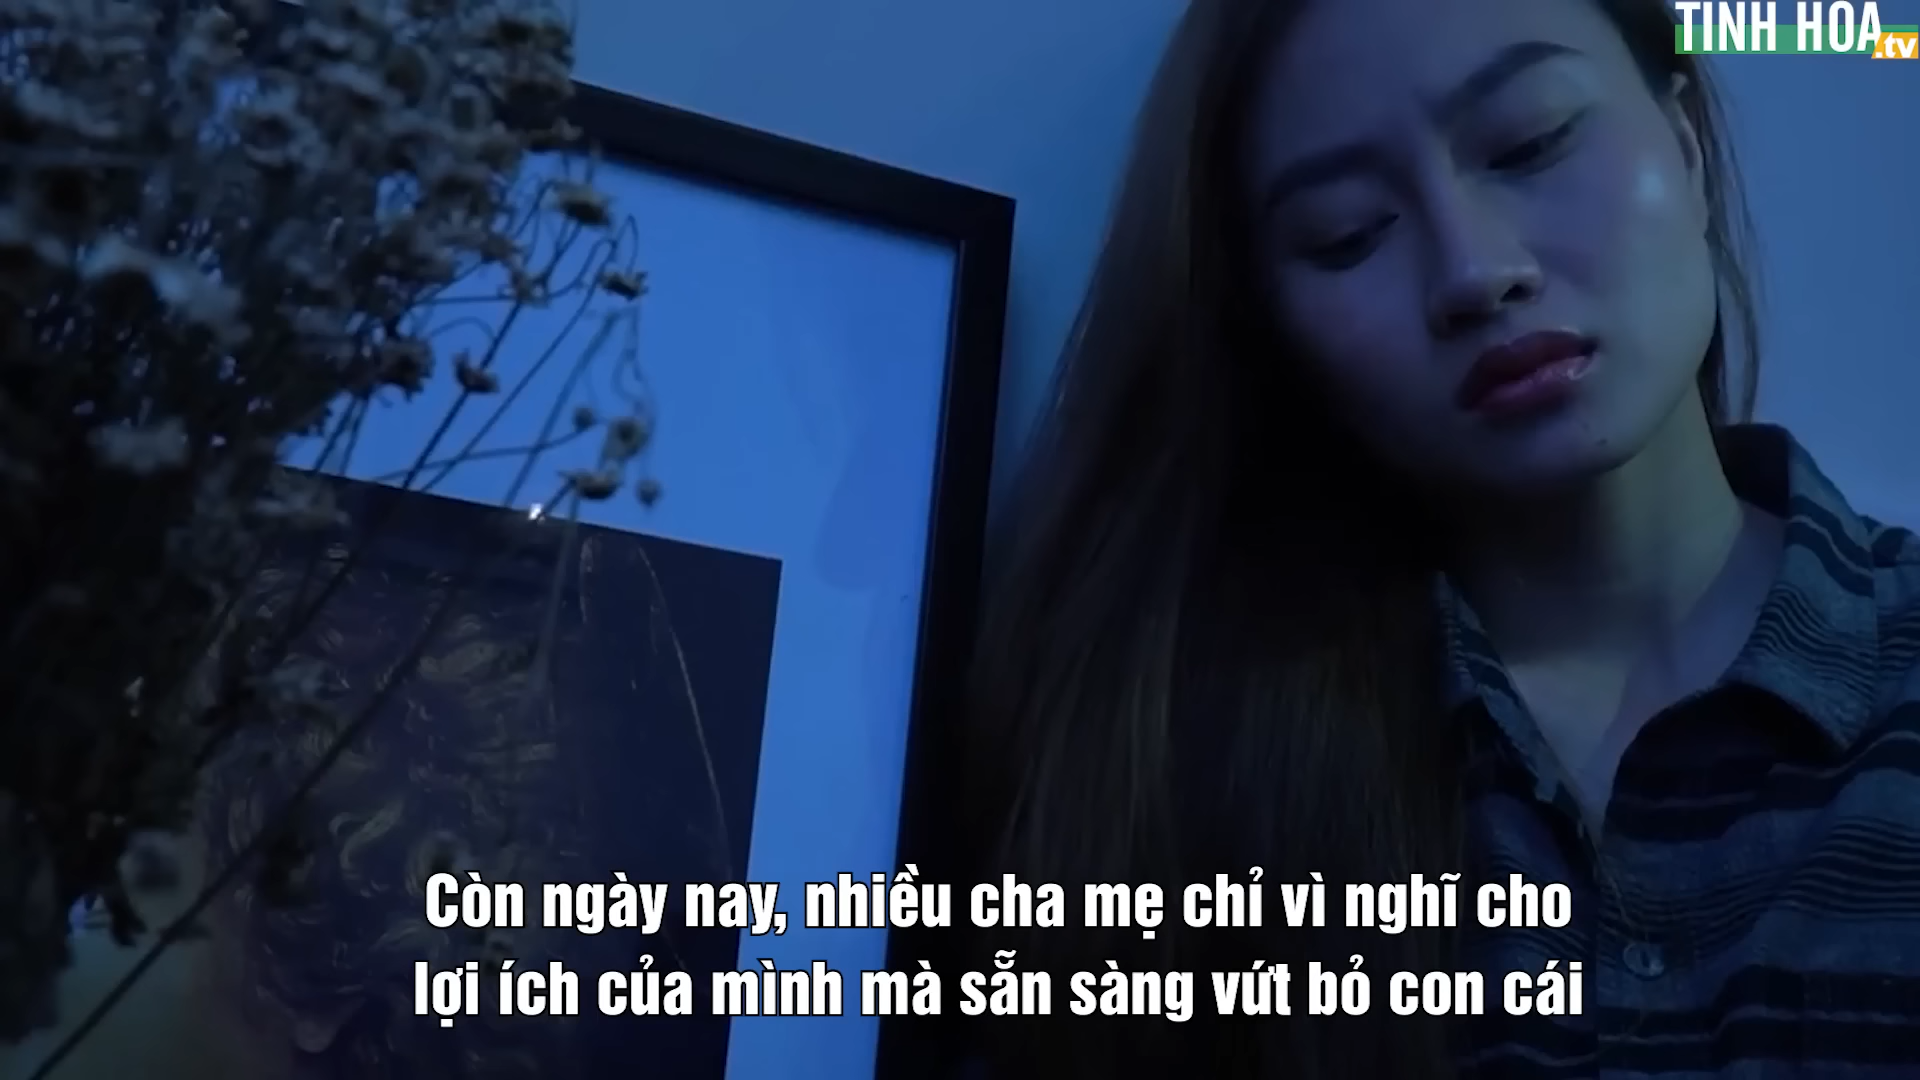 TINH HOA
.tv
Còn ngày nay, nhiều cha mẹ chỉ vì nghĩ cho
lợi ích của mình mà sẵn sàng vứt bỏ con cái